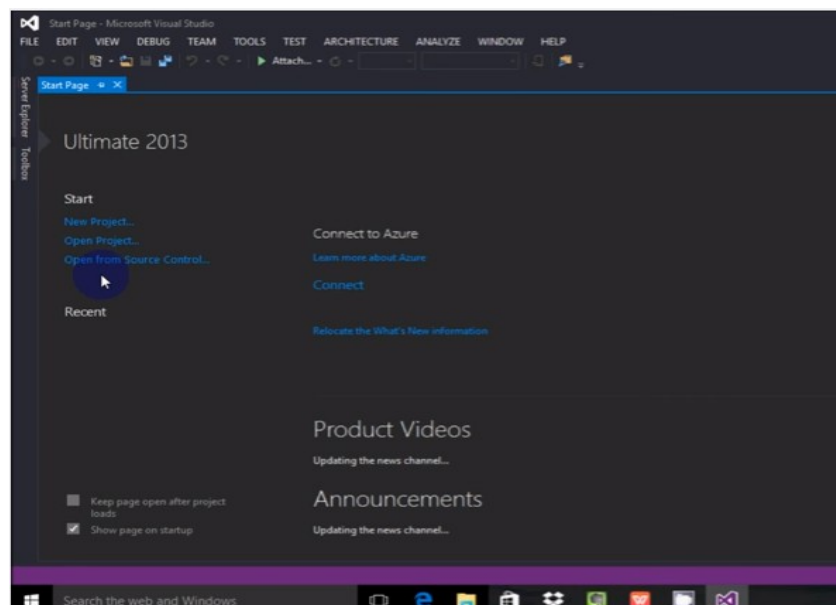 Start Page - Microsoft Visual Studio
FILE EDIT VIEW DEBUG TEAM TOOLS TEST ARCHITECTURE ANALYZE WINDOW HELP
Attach...
Server Explorer
Toolbox
Start Page
Ultimate 2013
Start
New Project...
Open Project...
Open from Source Control...
Recent
Connect to Azure
Learn more about Azure
Connect
Relocate the What's New information
Product Videos
Updating the news channel...
Announcements
Updating the news channel...
Keep page open after project
loads
Show page on startup
Search the web and Windows